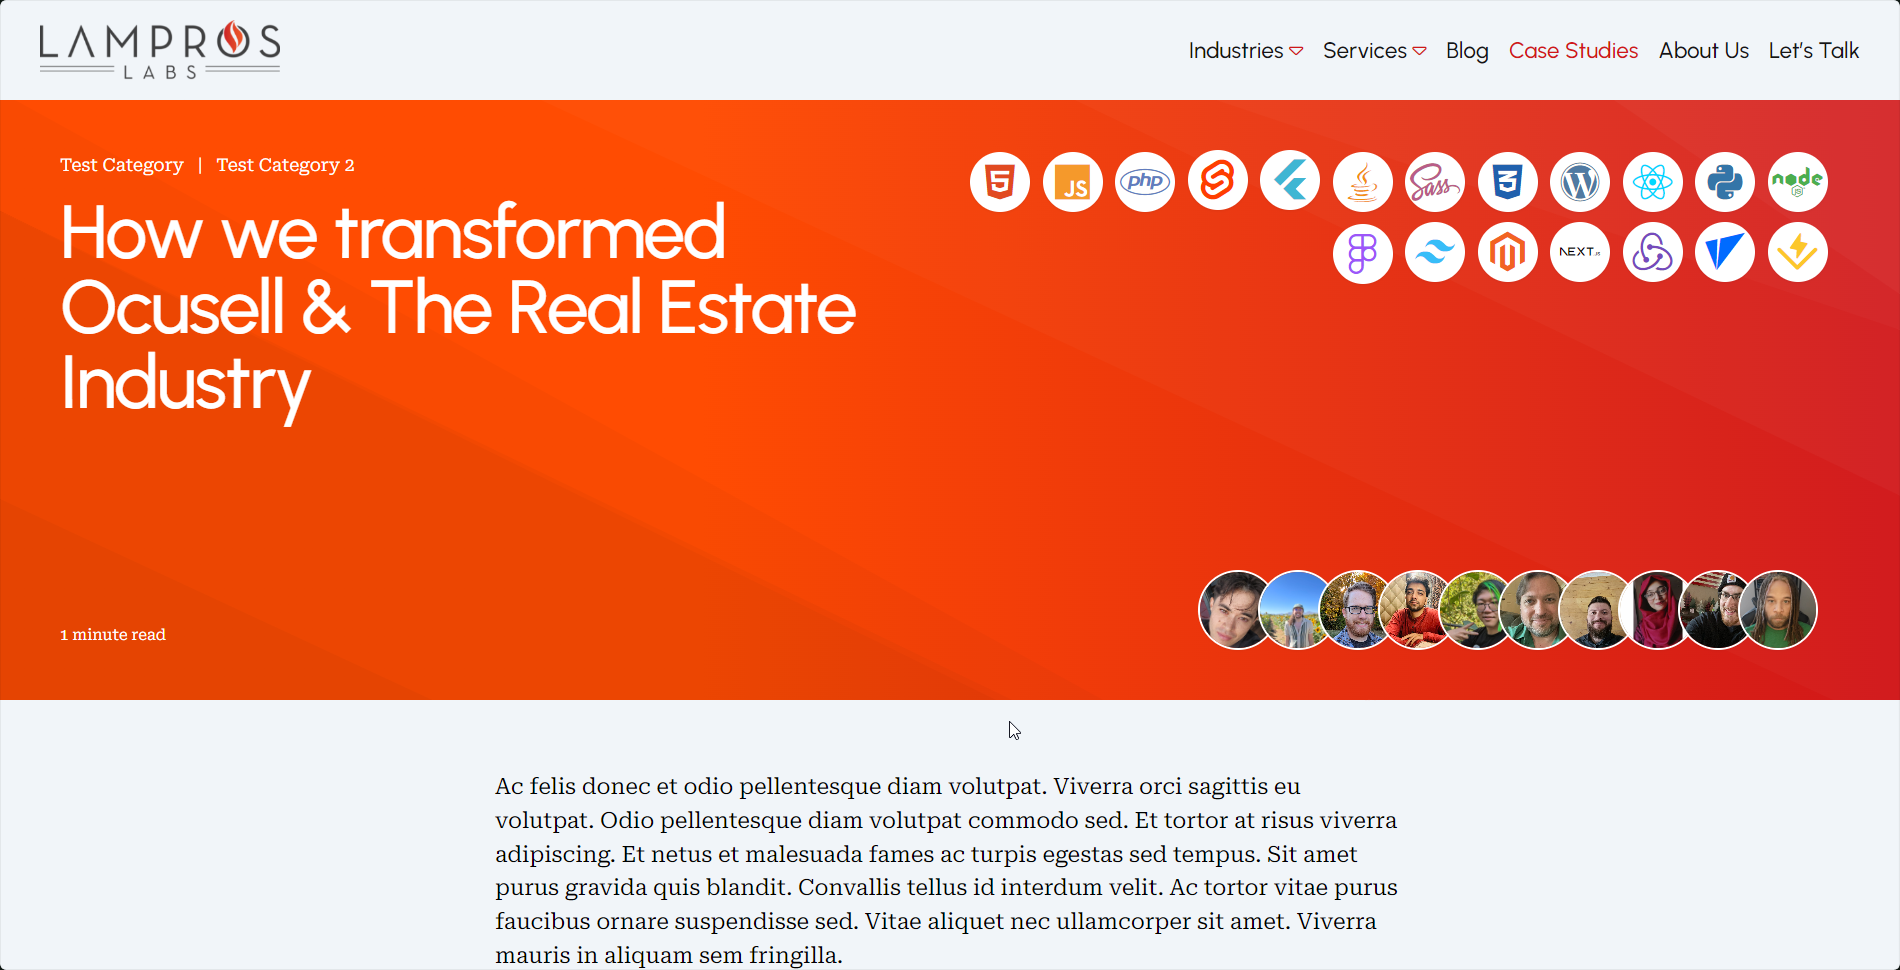 LAMPROS
LABS
Industries Services Blog Case Studies About Us Let's Talk
Test Category | Test Category 2
How we transformed
Ocusell & The Real Estate
Industry
5 JS php Sass 3 W node JS
NEXT.JS
1 minute read
Ac felis donec et odio pellentesque diam volutpat. Viverra orci sagittis eu
volutpat. Odio pellentesque diam volutpat commodo sed. Et tortor at risus viverra
adipiscing. Et netus et malesuada fames ac turpis egestas sed tempus. Sit amet
purus gravida quis blandit. Convallis tellus id interdum velit. Ac tortor vitae purus
faucibus ornare suspendisse sed. Vitae aliquet nec ullamcorper sit amet. Viverra
mauris in aliquam sem fringilla.